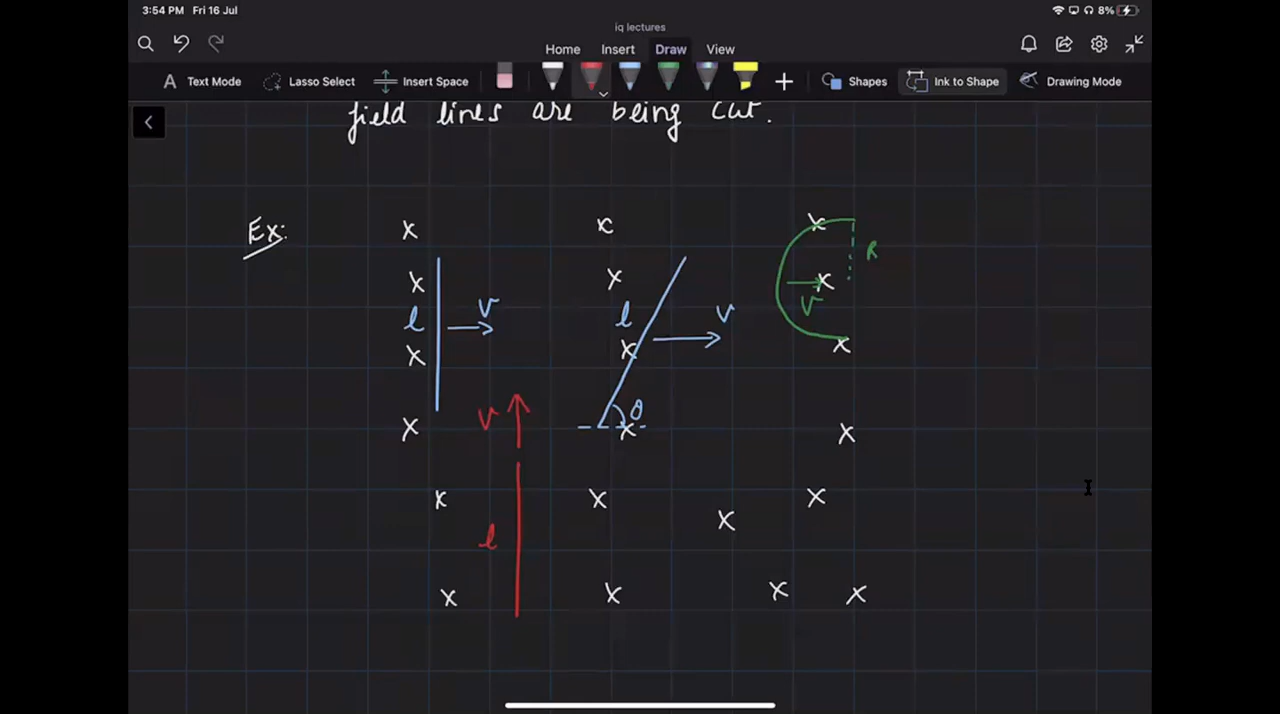 3:54 PM Fri 16 Jul
8%
iq lectures
Home Insert Draw View
Text Mode Lasso Select Insert Space Shapes Ink to Shape Drawing Mode
field lines are being cut.
Ex:
x x x
x x x
l v l v v R
x x x
v θ
x x x
x x x
x
l
x x x x